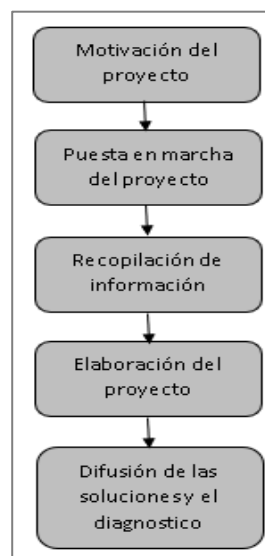 Motivación del
proyecto
Puesta en marcha
del proyecto
Recopilación de
información
Elaboración del
proyecto
Difusión de las
soluciones y el
diagnostico